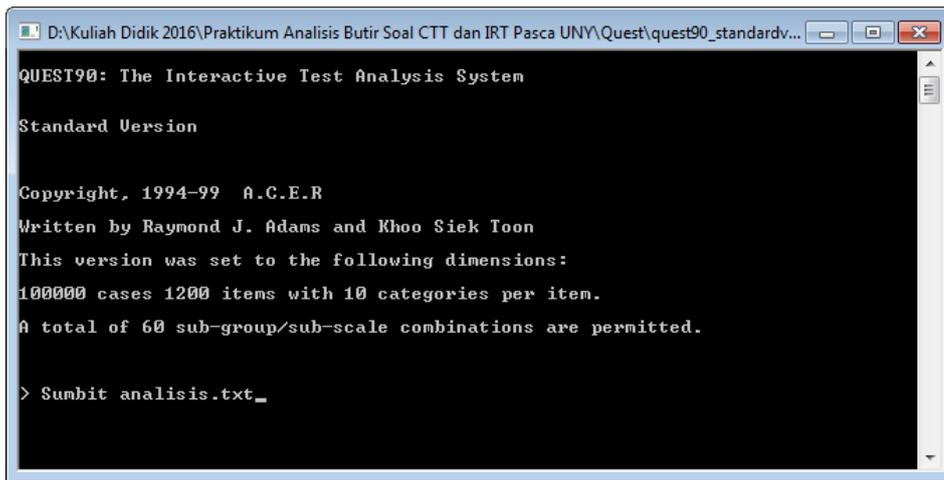 D:\Kuliah Didik 2016\Praktikum Analisis Butir Soal CTT dan IRT Pasca UNY\Quest\quest90_standardv...
QUEST90: The Interactive Test Analysis System
Standard Version
Copyright, 1994-99 A.C.E.R
Written by Raymond J. Adams and Khoo Siek Toon
This version was set to the following dimensions:
100000 cases 1200 items with 10 categories per item.
A total of 60 sub-group/sub-scale combinations are permitted.
> Sumbit analisis.txt_